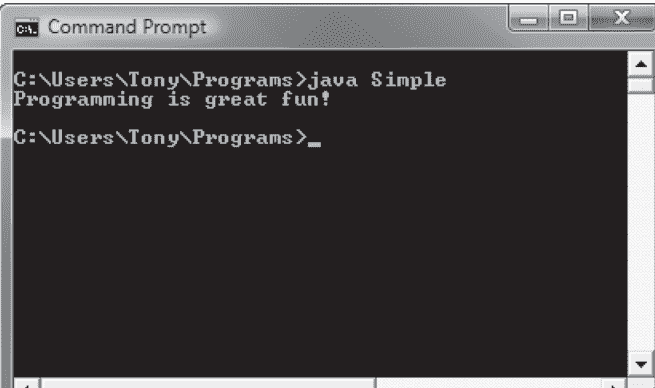 Command Prompt
C:\Users\Tony\Programs>java Simple
Programming is great fun!
C:\Users\Tony\Programs>_